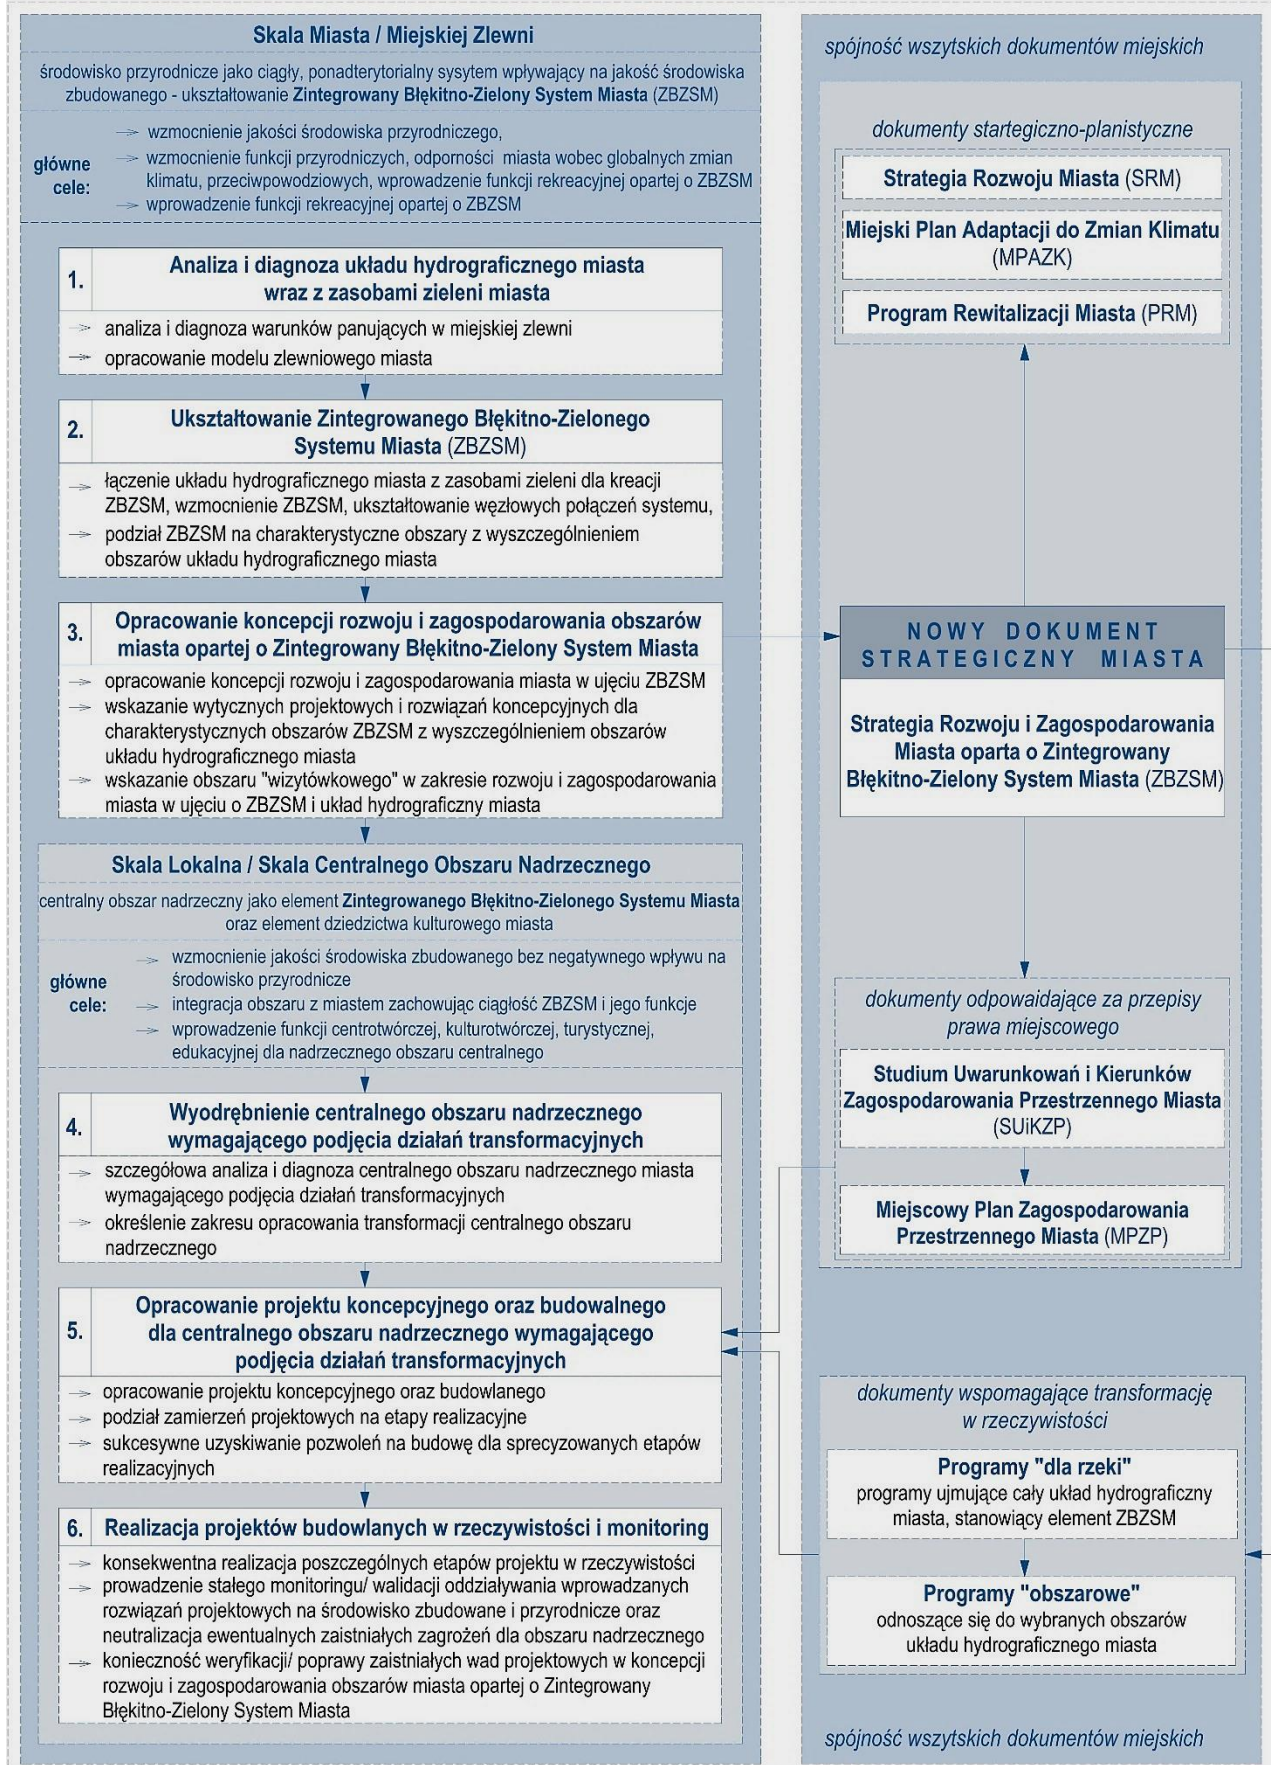 Skala Miasta / Miejskiej Zlewni
środowisko przyrodnicze jako ciągły, ponadterytorialny sysytem wpływający na jakość środowiska
zbudowanego - ukształtowanie Zintegrowany Błękitno-Zielony System Miasta (ZBZSM)
główne
cele:
→ wzmocnienie jakości środowiska przyrodniczego,
→ wzmocnienie funkcji przyrodniczych, odporności miasta wobec globalnych zmian
klimatu, przeciwpowodziowych, wprowadzenie funkcji rekreacyjnej opartej o ZBZSM
→ wprowadzenie funkcji rekreacyjnej opartej o ZBZSM
1. Analiza i diagnoza układu hydrograficznego miasta
wraz z zasobami zieleni miasta
→ analiza i diagnoza warunków panujących w miejskiej zlewni
→ opracowanie modelu zlewniowego miasta
2. Ukształtowanie Zintegrowanego Błękitno-Zielonego
Systemu Miasta (ZBZSM)
→ łączenie układu hydrograficznego miasta z zasobami zieleni dla kreacji
ZBZSM, wzmocnienie ZBZSM, ukształtowanie węzłowych połączeń systemu,
→ podział ZBZSM na charakterystyczne obszary z wyszczególnieniem
obszarów układu hydrograficznego miasta
3. Opracowanie koncepcji rozwoju i zagospodarowania obszarów
miasta opartej o Zintegrowany Błękitno-Zielony System Miasta
→ opracowanie koncepcji rozwoju i zagospodarowania miasta w ujęciu ZBZSM
→ wskazanie wytycznych projektowych i rozwiązań koncepcyjnych dla
charakterystycznych obszarów ZBZSM z wyszczególnieniem obszarów
układu hydrograficznego miasta
→ wskazanie obszaru "wizytówkowego" w zakresie rozwoju i zagospodarowania
miasta w ujęciu o ZBZSM i układ hydrograficzny miasta
Skala Lokalna / Skala Centralnego Obszaru Nadrzecznego
centralny obszar nadrzeczny jako element Zintegrowanego Błękitno-Zielonego Systemu Miasta
oraz element dziedzictwa kulturowego miasta
główne
cele:
→ wzmocnienie jakości środowiska zbudowanego bez negatywnego wpływu na
środowisko przyrodnicze
→ integracja obszaru z miastem zachowując ciągłość ZBZSM i jego funkcje
→ wprowadzenie funkcji centrotwórczej, kulturotwórczej, turystycznej,
edukacyjnej dla nadrzecznego obszaru centralnego
4. Wyodrębnienie centralnego obszaru nadrzecznego
wymagającego podjęcia działań transformacyjnych
→ szczegółowa analiza i diagnoza centralnego obszaru nadrzecznego miasta
wymagającego podjęcia działań transformacyjnych
→ określenie zakresu opracowania transformacji centralnego obszaru
nadrzecznego
5. Opracowanie projektu koncepcyjnego oraz budowalnego
dla centralnego obszaru nadrzecznego wymagającego
podjęcia działań transformacyjnych
→ opracowanie projektu koncepcyjnego oraz budowlanego
→ podział zamierzeń projektowych na etapy realizacyjne
→ sukcesywne uzyskiwanie pozwoleń na budowę dla sprecyzowanych etapów
realizacyjnych
6. Realizacja projektów budowlanych w rzeczywistości i monitoring
→ konsekwentna realizacja poszczególnych etapów projektu w rzeczywistości
→ prowadzenie stałego monitoringu/ walidacji oddziaływania wprowadzanych
rozwiązań projektowych na środowisko zbudowane i przyrodnicze oraz
neutralizacja ewentualnych zaistniałych zagrożeń dla obszaru nadrzecznego
→ konieczność weryfikacji/ poprawy zaistniałych wad projektowych w koncepcji
rozwoju i zagospodarowania obszarów miasta opartej o Zintegrowany
Błękitno-Zielony System Miasta
spójność wszytskich dokumentów miejskich
dokumenty startegiczno-planistyczne
Strategia Rozwoju Miasta (SRM)
Miejski Plan Adaptacji do Zmian Klimatu
(MPAZK)
Program Rewitalizacji Miasta (PRM)
NOWY DOKUMENT
STRATEGICZNY MIASTA
Strategia Rozwoju i Zagospodarowania
Miasta oparta o Zintegrowany
Błękitno-Zielony System Miasta (ZBZSM)
dokumenty odpowaidające za przepisy
prawa miejscowego
Studium Uwarunkowań i Kierunków
Zagospodarowania Przestrzennego Miasta
(SUiKZP)
Miejscowy Plan Zagospodarowania
Przestrzennego Miasta (MPZP)
dokumenty wspomagające transformację
w rzeczywistości
Programy "dla rzeki"
programy ujmujące cały układ hydrograficzny
miasta, stanowiący element ZBZSM
Programy "obszarowe"
odnoszące się do wybranych obszarów
układu hydrograficznego miasta
spójność wszytskich dokumentów miejskich